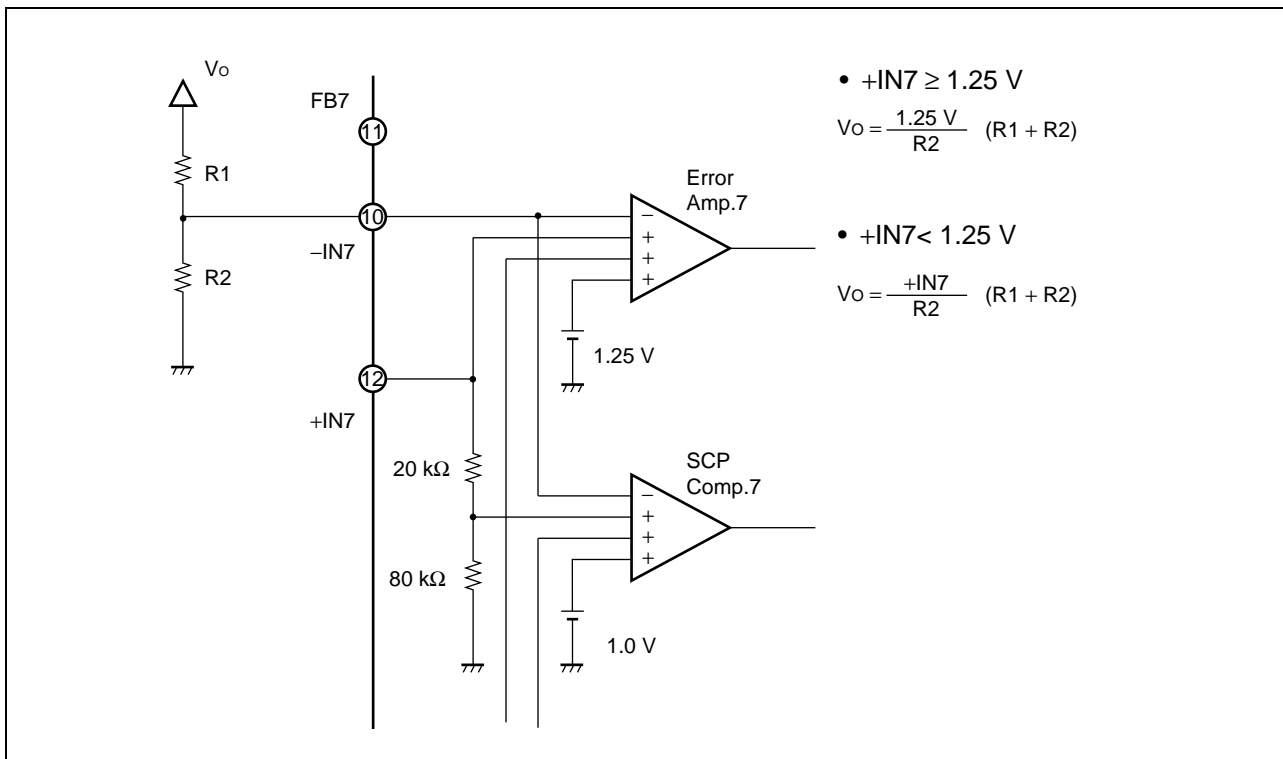 Vo
R1
R2
FB7
11
10
−IN7
12
+IN7
20 kΩ
80 kΩ
Error
Amp.7
−
+
+
+
1.25 V
SCP
Comp.7
−
+
+
+
1.0 V
• +IN7 ≥ 1.25 V
Vo = 1.25 V / R2 (R1 + R2)
• +IN7< 1.25 V
Vo = +IN7 / R2 (R1 + R2)